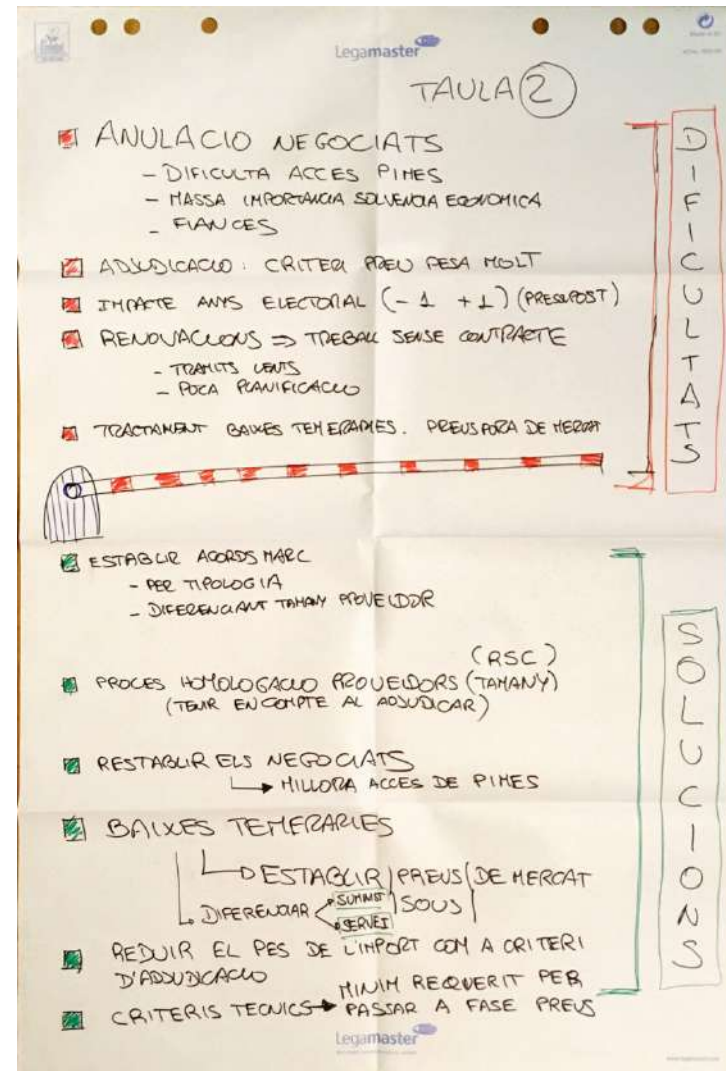 Legamaster
TAULA 2
ANULACIO NEGOCIATS
- DIFICULTA ACCES PIMES
- MASSA IMPORTANCIA SOLVENCIA ECONOMICA
- FIANCES
ADJUDICACIO: CRITERI PREU PESA MOLT
IMPACTE ANYS ELECTORAL (-1 +1) (PRESUPOST)
RENOVACIONS => TREBALL SENSE CONTRACTE
- TRAMITS LENTS
- POCA PLANIFICACIO
TRACTAMENT BAIXES TEMERARIES. PREUS FORA DE MERCAT
DIFICULTATS
ESTABLIR ACORDS MARC
- PER TIPOLOGIA
- DIFERENCIANT TAMANY PROVEIDOR
(RSC)
PROCES HOMOLOGACIO PROVEIDORS (TAMANY)
(TENIR EN COMPTE AL ADJUDICAR)
RESTABLIR ELS NEGOCIATS
→ MILLORA ACCES DE PIMES
BAIXES TEMERARIES
ESTABLIR PREUS DE MERCAT
SOUS
DIFERENCIAR SUMINIST
SERVEI
REDUIR EL PES DE L'IMPORT COM A CRITERI
D'ADJUDICACIO
CRITERIS TECNICS → MINIM REQUERIT PER
PASSAR A FASE PREUS
SOLUCIONS
Legamaster